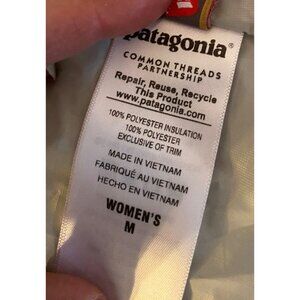 patagonia®
COMMON THREADS
PARTNERSHIP
Repair, Reuse, Recycle
This Product
www.patagonia.com
100% POLYESTER INSULATION
100% POLYESTER
EXCLUSIVE OF TRIM
MADE IN VIETNAM
FABRIQUÉ AU VIETNAM
HECHO EN VIETNAM
WOMEN'S
M